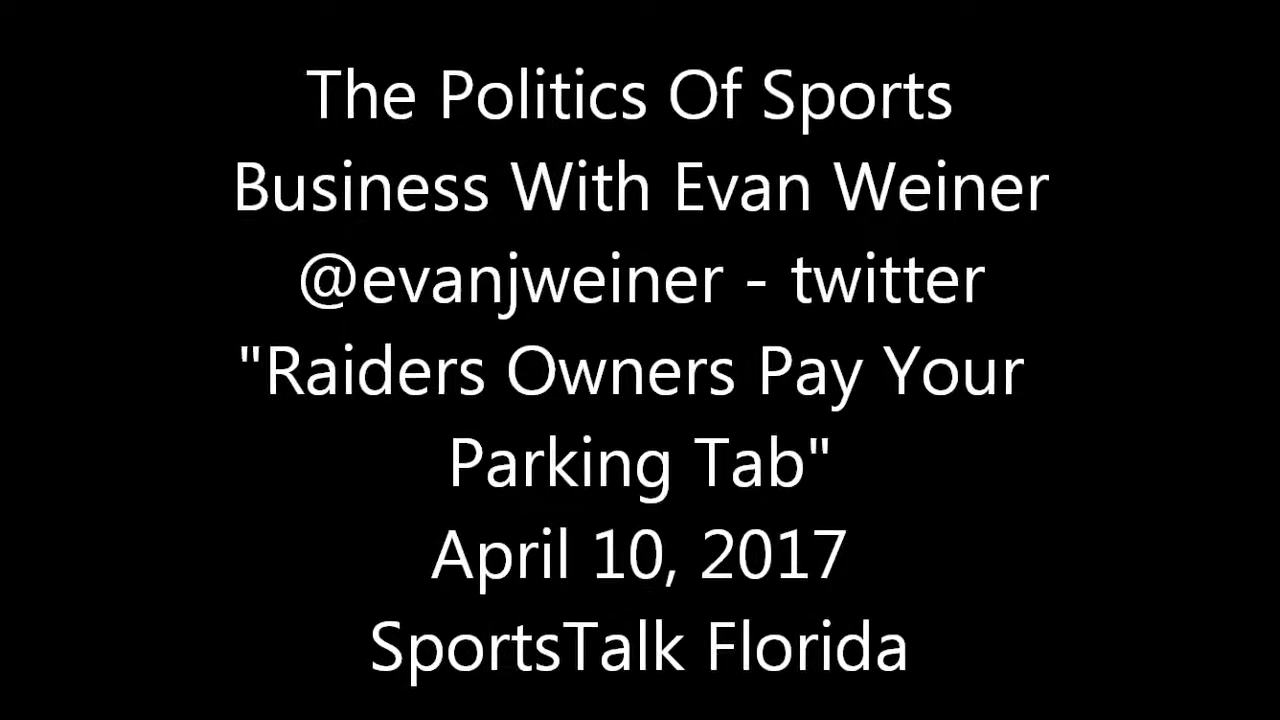 The Politics Of Sports
Business With Evan Weiner
@evanjweiner - twitter
"Raiders Owners Pay Your
Parking Tab"
April 10, 2017
SportsTalk Florida